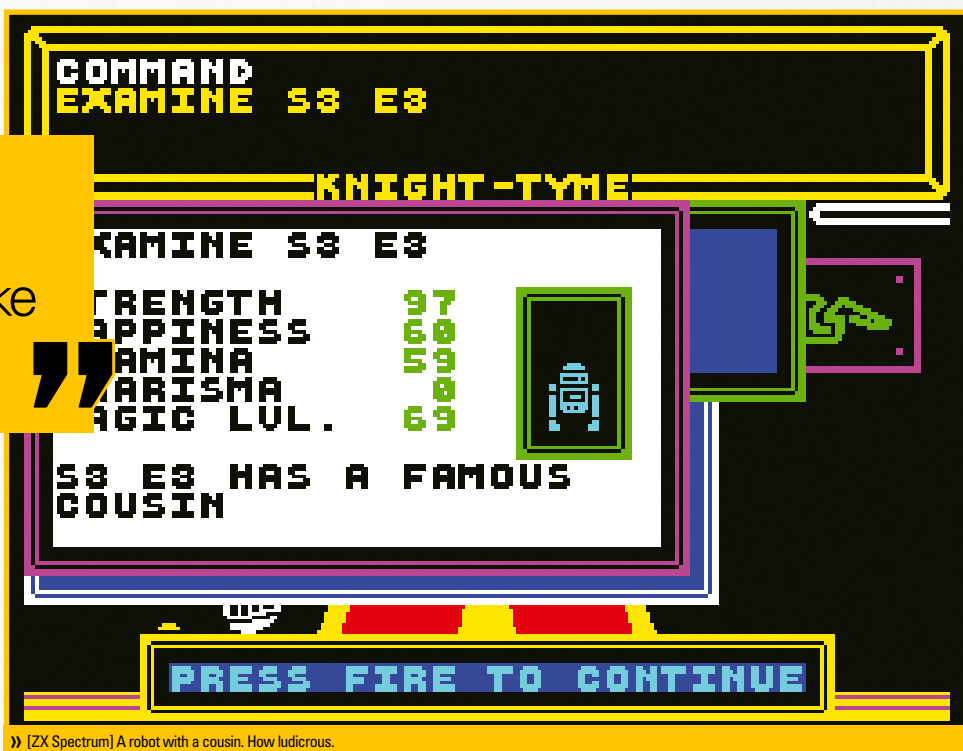 COMMAND
EXAMINE S3 E3
KNIGHT-TYME
XAMINE S3 E3
ke
TRENGTH 97
APPINESS 60
AMINA 59
”
HARISMA 0
AGIC LVL. 69
S3 E3 HAS A FAMOUS
COUSIN
PRESS FIRE TO CONTINUE
» [ZX Spectrum] A robot with a cousin. How ludicrous.